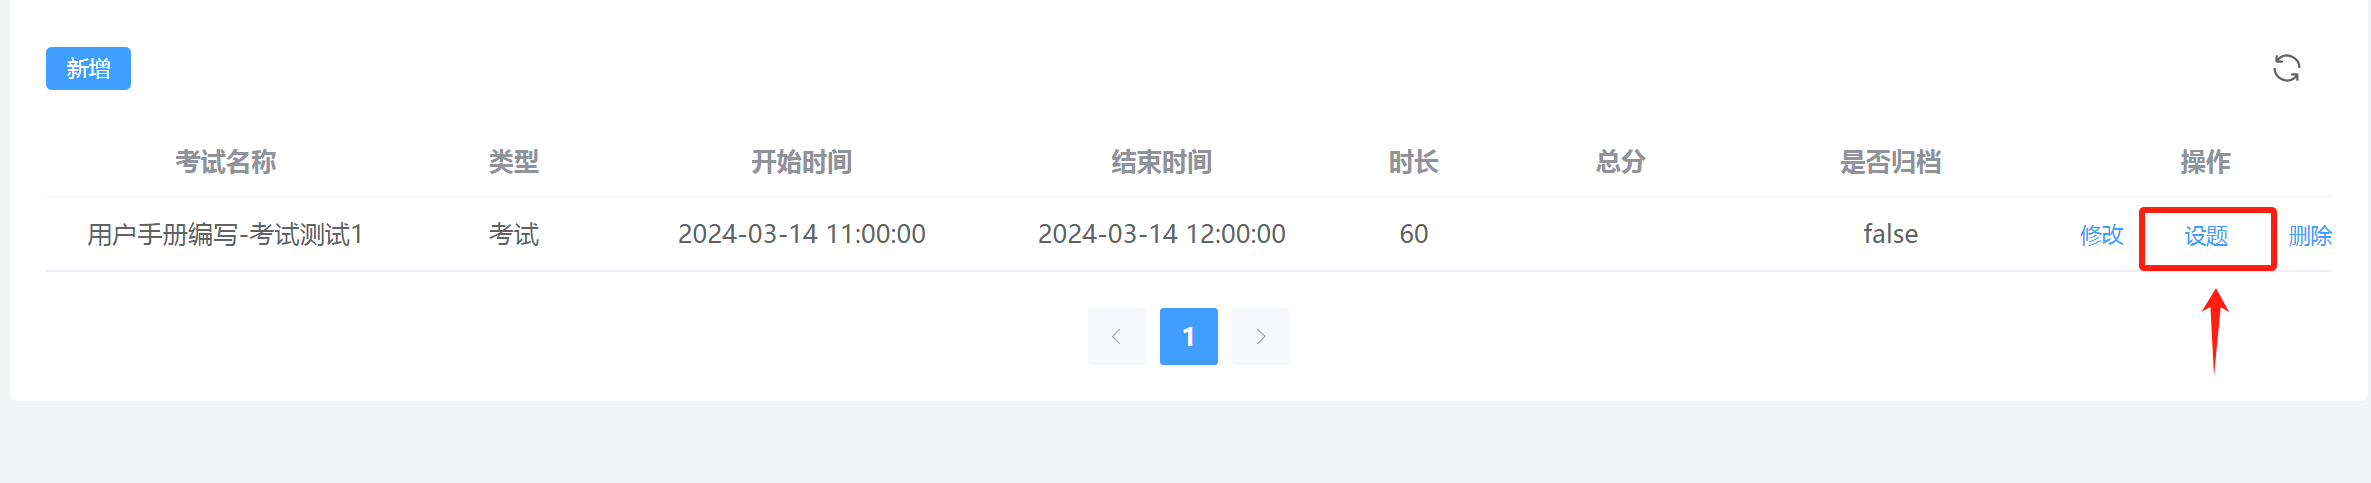 新增
考试名称 类型 开始时间 结束时间 时长 总分 是否归档 操作
用户手册编写-考试测试1 考试 2024-03-14 11:00:00 2024-03-14 12:00:00 60 false 修改 设题 删除
1